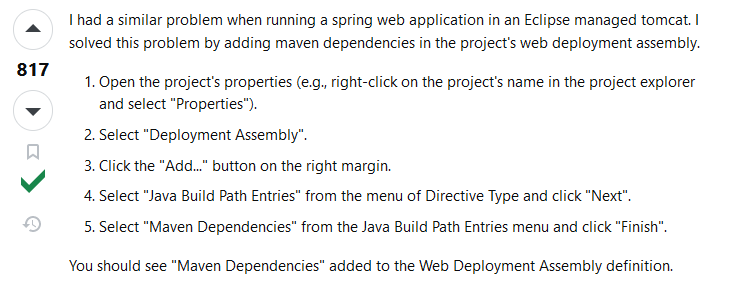 I had a similar problem when running a spring web application in an Eclipse managed tomcat. I
solved this problem by adding maven dependencies in the project's web deployment assembly.
817
1. Open the project's properties (e.g., right-click on the project's name in the project explorer
and select "Properties").
2. Select "Deployment Assembly".
3. Click the "Add..." button on the right margin.
4. Select "Java Build Path Entries" from the menu of Directive Type and click "Next".
5. Select "Maven Dependencies" from the Java Build Path Entries menu and click "Finish".
You should see "Maven Dependencies" added to the Web Deployment Assembly definition.